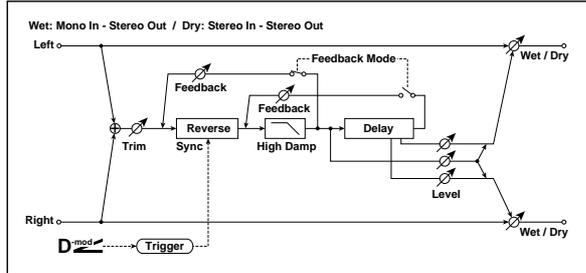 Wet: Mono In - Stereo Out / Dry: Stereo In - Stereo Out
Left
Wet / Dry
Feedback Mode
Feedback
Feedback
Reverse
Delay
Trim
Sync
High Damp
Level
Right
Wet / Dry
D-mod
Trigger